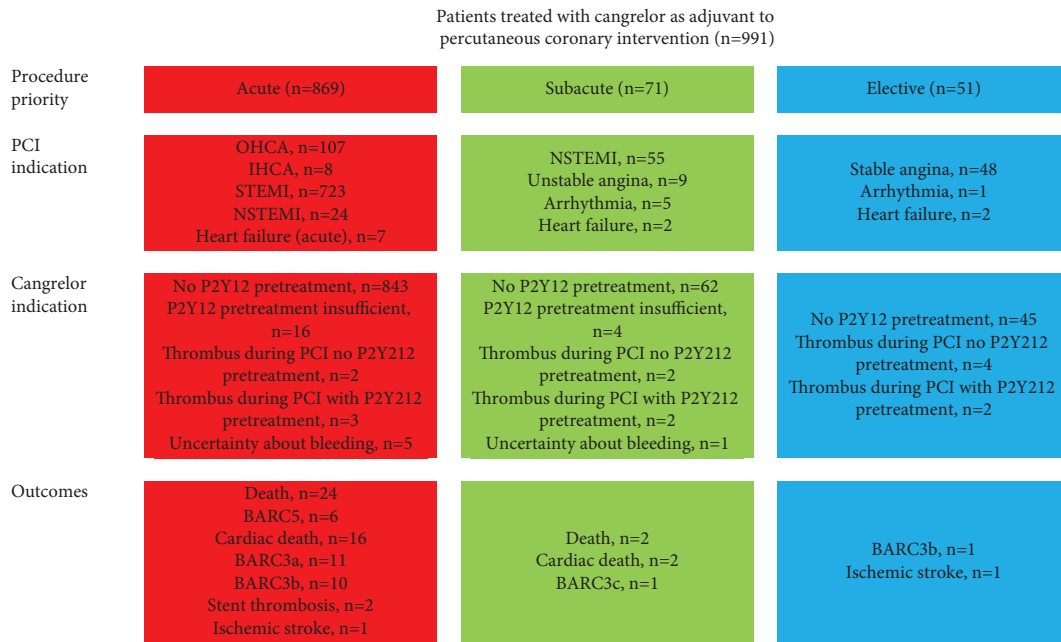 Patients treated with cangrelor as adjuvant to
percutaneous coronary intervention (n=991)
Procedure
priority
Acute (n=869)
Subacute (n=71)
Elective (n=51)
PCI
indication
OHCA, n=107
IHCA, n=8
STEMI, n=723
NSTEMI, n=24
Heart failure (acute), n=7
NSTEMI, n=55
Unstable angina, n=9
Arrhythmia, n=5
Heart failure, n=2
Stable angina, n=48
Arrhythmia, n=1
Heart failure, n=2
Cangrelor
indication
No P2Y12 pretreatment, n=843
P2Y12 pretreatment insufficient,
n=16
Thrombus during PCI no P2Y212
pretreatment, n=2
Thrombus during PCI with P2Y212
pretreatment, n=3
Uncertainty about bleeding, n=5
No P2Y12 pretreatment, n=62
P2Y12 pretreatment insufficient,
n=4
Thrombus during PCI no P2Y212
pretreatment, n=2
Thrombus during PCI with P2Y212
pretreatment, n=2
Uncertainty about bleeding, n=1
No P2Y12 pretreatment, n=45
Thrombus during PCI no P2Y212
pretreatment, n=4
Thrombus during PCI with P2Y212
pretreatment, n=2
Outcomes
Death, n=24
BARC5, n=6
Cardiac death, n=16
BARC3a, n=11
BARC3b, n=10
Stent thrombosis, n=2
Ischemic stroke, n=1
Death, n=2
Cardiac death, n=2
BARC3c, n=1
BARC3b, n=1
Ischemic stroke, n=1